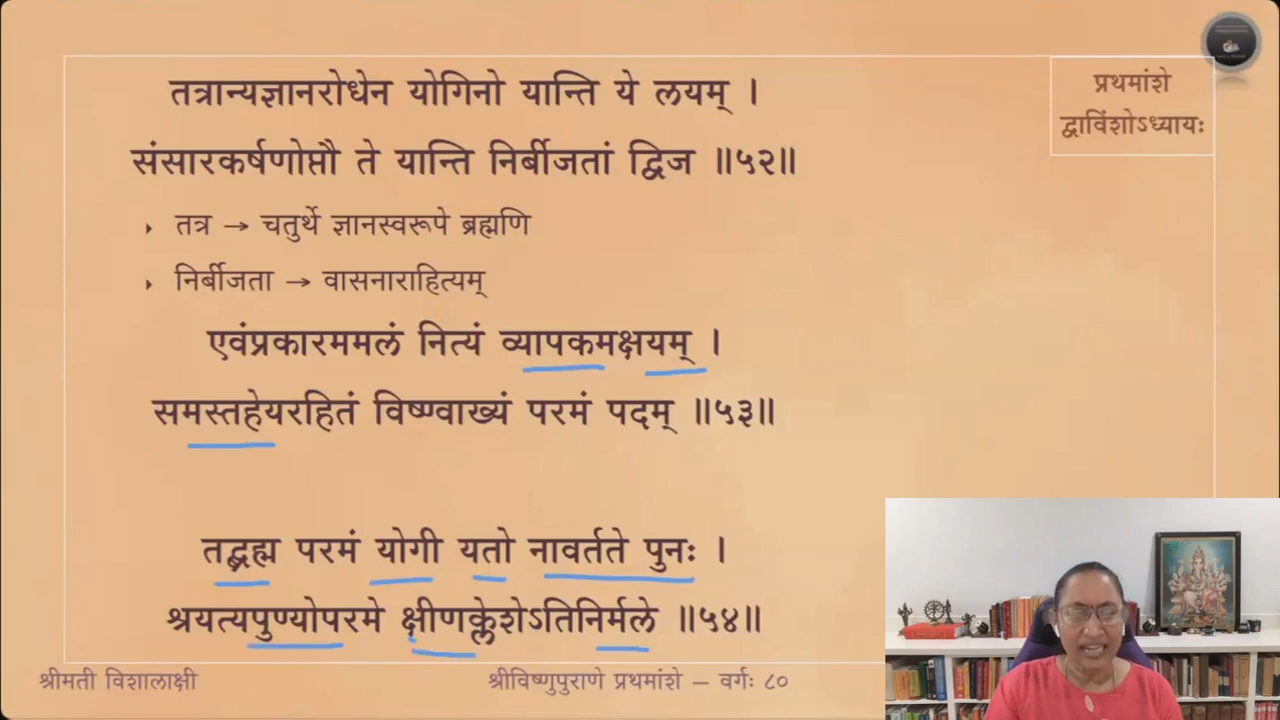 तत्रान्यज्ञानरोधेन योगिनो यान्ति ये लयम् ।
प्रथमांशे
द्वाविंशोऽध्यायः
संसारकर्षणोप्तौ ते यान्ति निर्बीजतां द्विज ॥५२॥
तत्र → चतुर्थे ज्ञानस्वरूपे ब्रह्मणि
निर्बीजता → वासनाराहित्यम्
एवंप्रकारममलं नित्यं व्यापकमक्षयम् ।
समस्तहेयरहितं विष्ण्वाख्यं परमं पदम् ॥५३॥
तद्ब्रह्म परमं योगी यतो नावर्तते पुनः ।
श्रयत्यपुण्योपरमे क्षीणक्लेशेऽतिनिर्मले ॥५४॥
श्रीमती विशालाक्षी
श्रीविष्णुपुराणे प्रथमांशे – वर्गः ८०